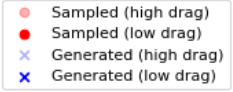 Sampled (high drag)
Sampled (low drag)
Generated (high drag)
Generated (low drag)